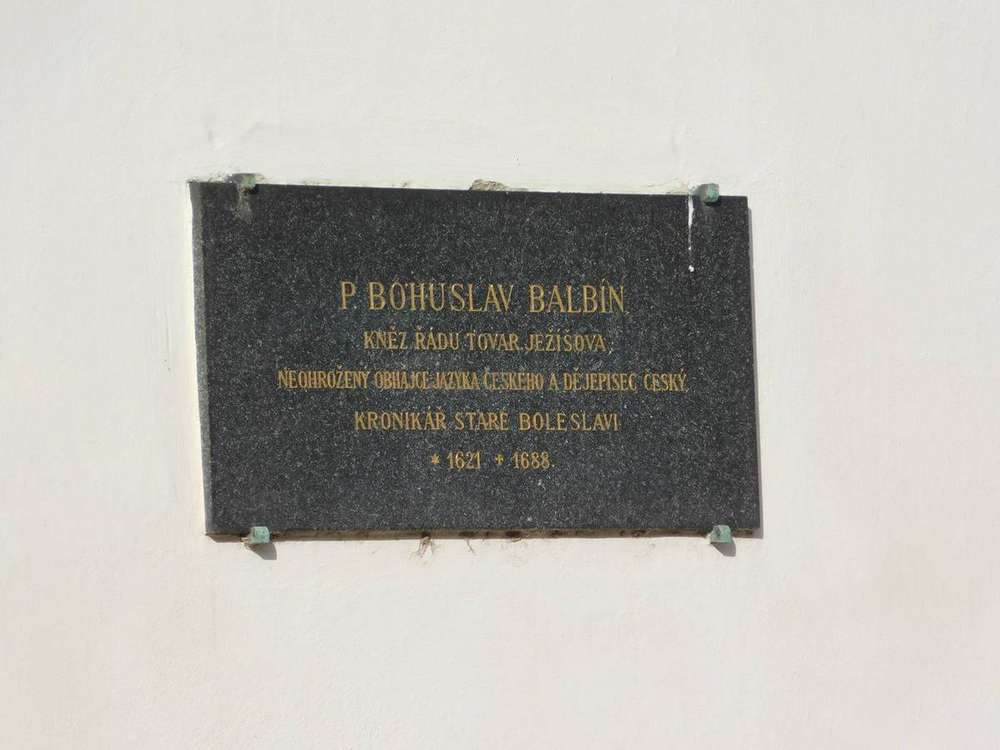 P. BOHUSLAV BALBÍN.
KNĚZ ŘÁDU TOVAR. JEŽÍŠOVA,
NEOHROŽENÝ OBHÁJCE JAZYKA ČESKÉHO A DĚJEPISEC ČESKÝ,
KRONIKÁŘ STARÉ BOLESLAVI
* 1621 ✝ 1688.